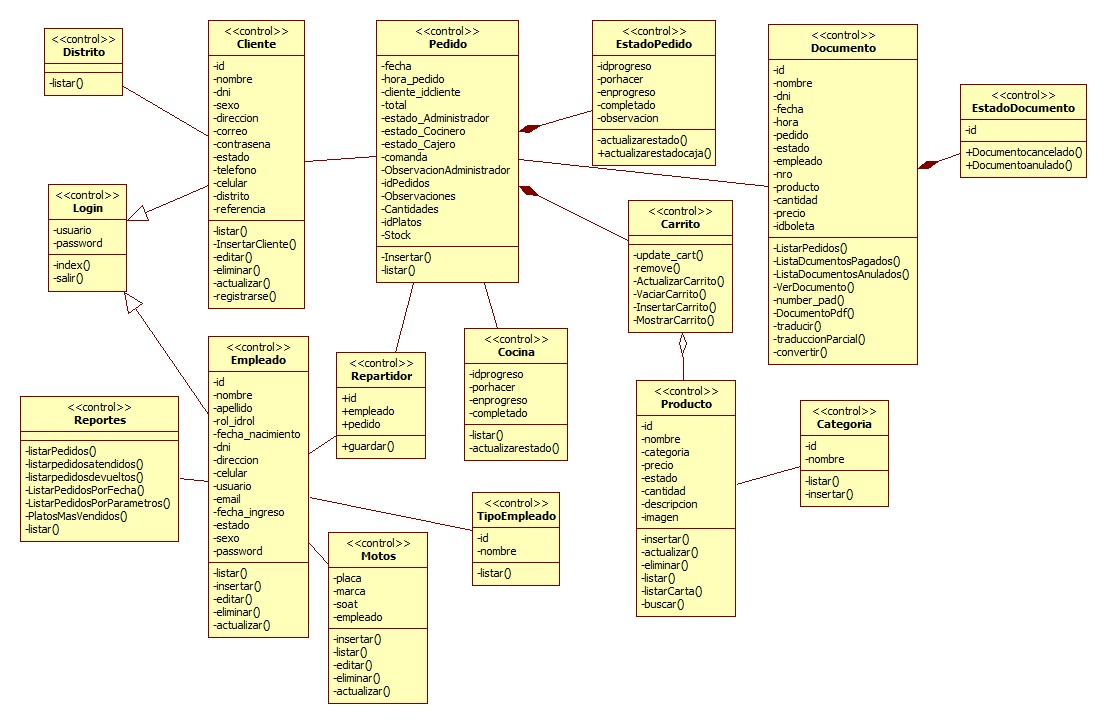 <<control>>
Distrito
-listar()
<<control>>
Cliente
-id
-nombre
-dni
-sexo
-direccion
-correo
-contrasena
-estado
-telefono
-celular
-distrito
-referencia
-listar()
-InsertarCliente()
-editar()
-eliminar()
-actualizar()
-registrarse()
<<control>>
Pedido
-fecha
-hora_pedido
-cliente_idcliente
-total
-estado_Administrador
-estado_Cocinero
-estado_Cajero
-comanda
-ObservacionAdministrador
-idPedidos
-Observaciones
-Cantidades
-idPlatos
-Stock
-Insertar()
-listar()
<<control>>
EstadoPedido
-idprogreso
-porhacer
-enprogreso
-completado
-observacion
-actualizarestado()
+actualizarestadocaja()
<<control>>
Documento
-id
-nombre
-dni
-fecha
-hora
-pedido
-estado
-empleado
-nro
-producto
-cantidad
-precio
-idboleta
-ListarPedidos()
-ListaDcumentosPagados()
-ListaDocumentosAnulados()
-VerDocumento()
-number_pad()
-DocumentoPdf()
-traducir()
-traduccionParcial()
-convertir()
<<control>>
EstadoDocumento
-id
+Documentocancelado()
+Documentoanulado()
<<control>>
Login
-usuario
-password
-index()
-salir()
<<control>>
Carrito
-update_cart()
-remove()
-ActualizarCarrito()
-VaciarCarrito()
-InsertarCarrito()
-MostrarCarrito()
<<control>>
Empleado
-id
-nombre
-apellido
-rol_idrol
-fecha_nacimiento
-dni
-direccion
-celular
-usuario
-email
-fecha_ingreso
-estado
-sexo
-password
-listar()
-insertar()
-editar()
-eliminar()
-actualizar()
<<control>>
Repartidor
+id
+empleado
+pedido
+guardar()
<<control>>
Cocina
-idprogreso
-porhacer
-enprogreso
-completado
-listar()
-actualizarestado()
<<control>>
Reportes
-listarPedidos()
-listarpedidosatendidos()
-listarpedidosdevueltos()
-ListarPedidosPorFecha()
-ListarPedidosPorParametros()
-PlatosMasVendidos()
-listar()
<<control>>
Producto
-id
-nombre
-categoria
-precio
-estado
-cantidad
-descripcion
-imagen
-insertar()
-actualizar()
-eliminar()
-listar()
-listarCarta()
-buscar()
<<control>>
Categoria
-id
-nombre
-listar()
-insertar()
<<control>>
TipoEmpleado
-id
-nombre
-listar()
<<control>>
Motos
-placa
-marca
-soat
-empleado
-insertar()
-listar()
-editar()
-eliminar()
-actualizar()